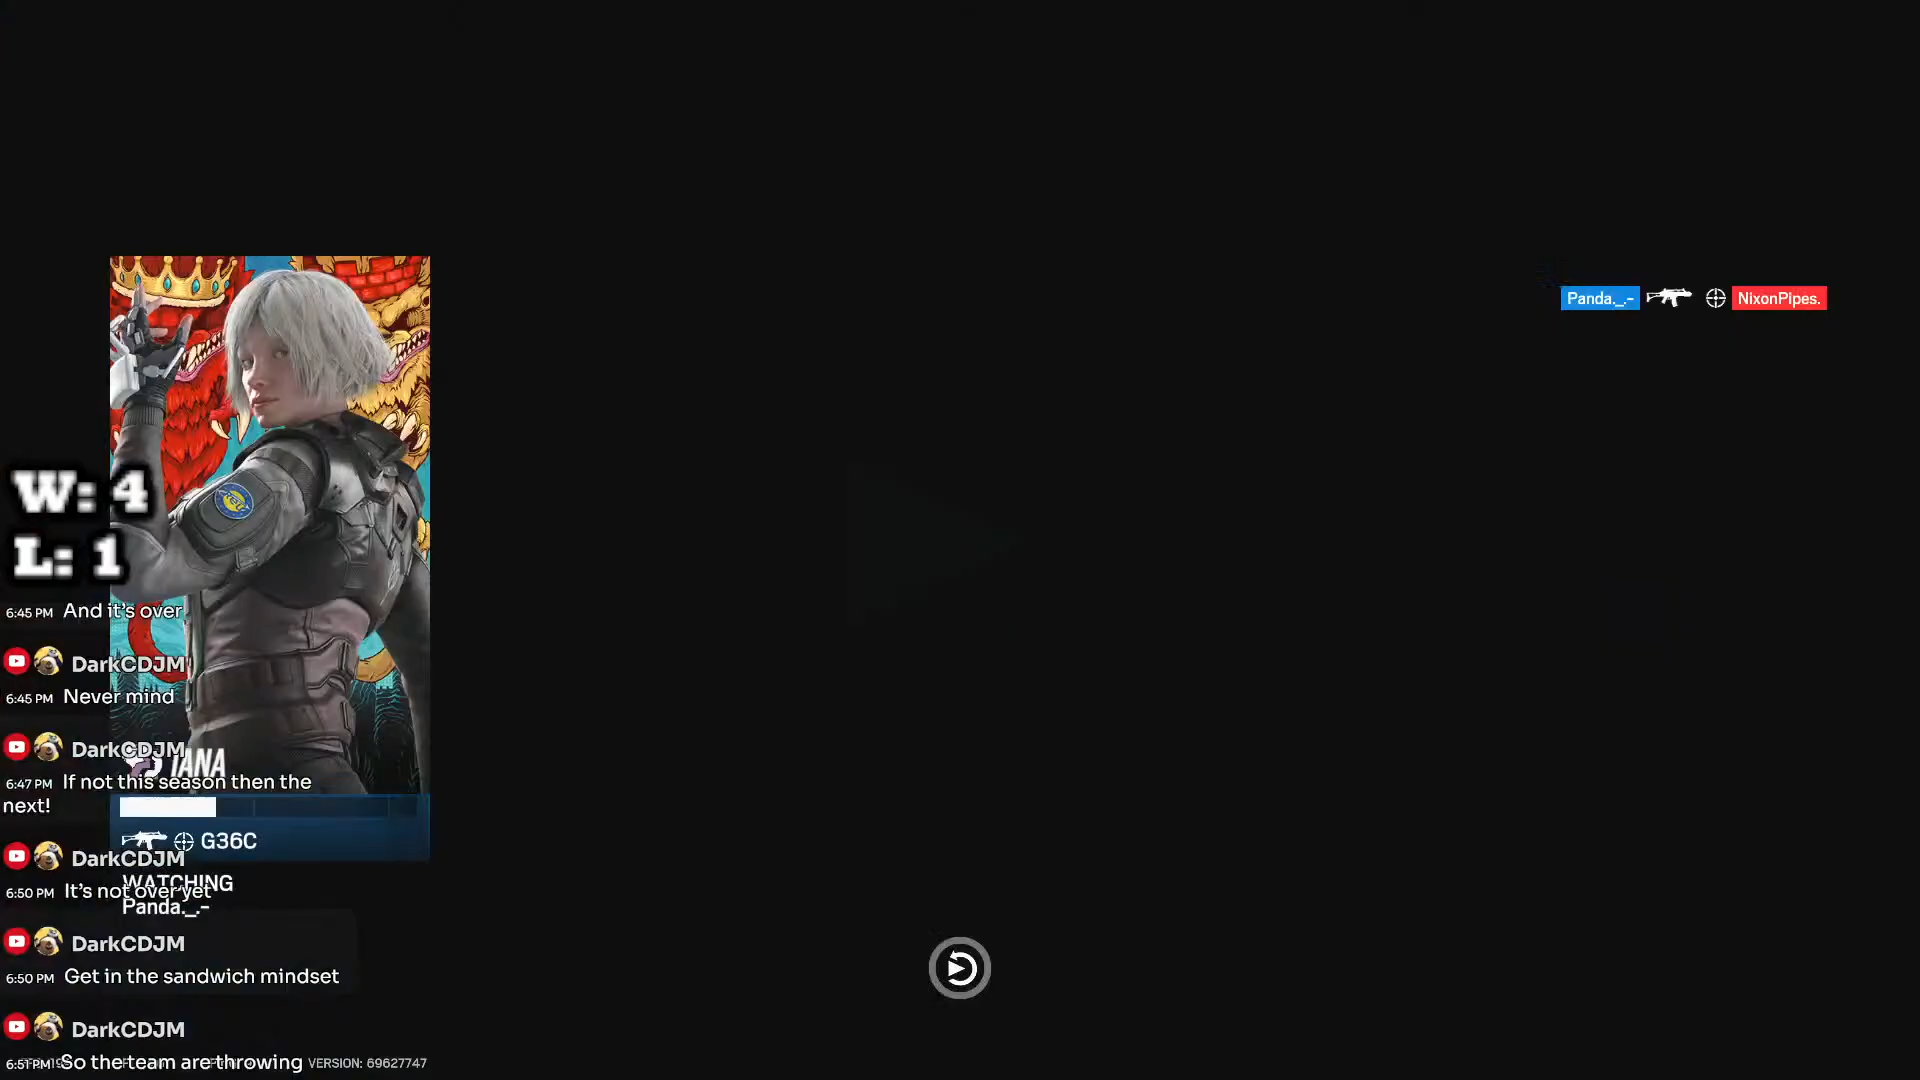 Panda._.- NixonPipes.
W: 4
L: 1
6:45 PM And it's over
DarkCDJM
6:45 PM Never mind
DarkCDJM
IANA
6:47 PM If not this season then the
next!
G36C
DarkCDJM
WATCHING
6:50 PM It's not over yet
Panda._.-
DarkCDJM
6:50 PM Get in the sandwich mindset
DarkCDJM
6:51 PM So the team are throwing VERSION: 69627747